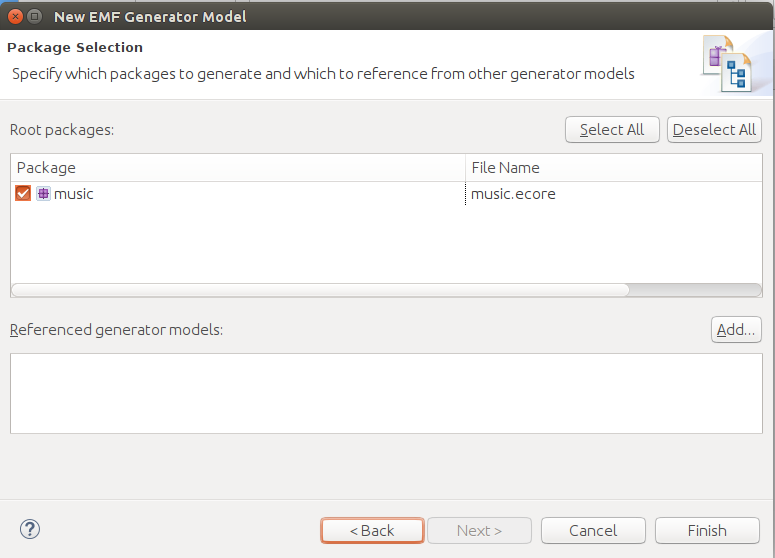 New EMF Generator Model
Package Selection
Specify which packages to generate and which to reference from other generator models
Root packages:
Select All
Deselect All
Package
File Name
music
music.ecore
Referenced generator models:
Add...
?
< Back
Next >
Cancel
Finish